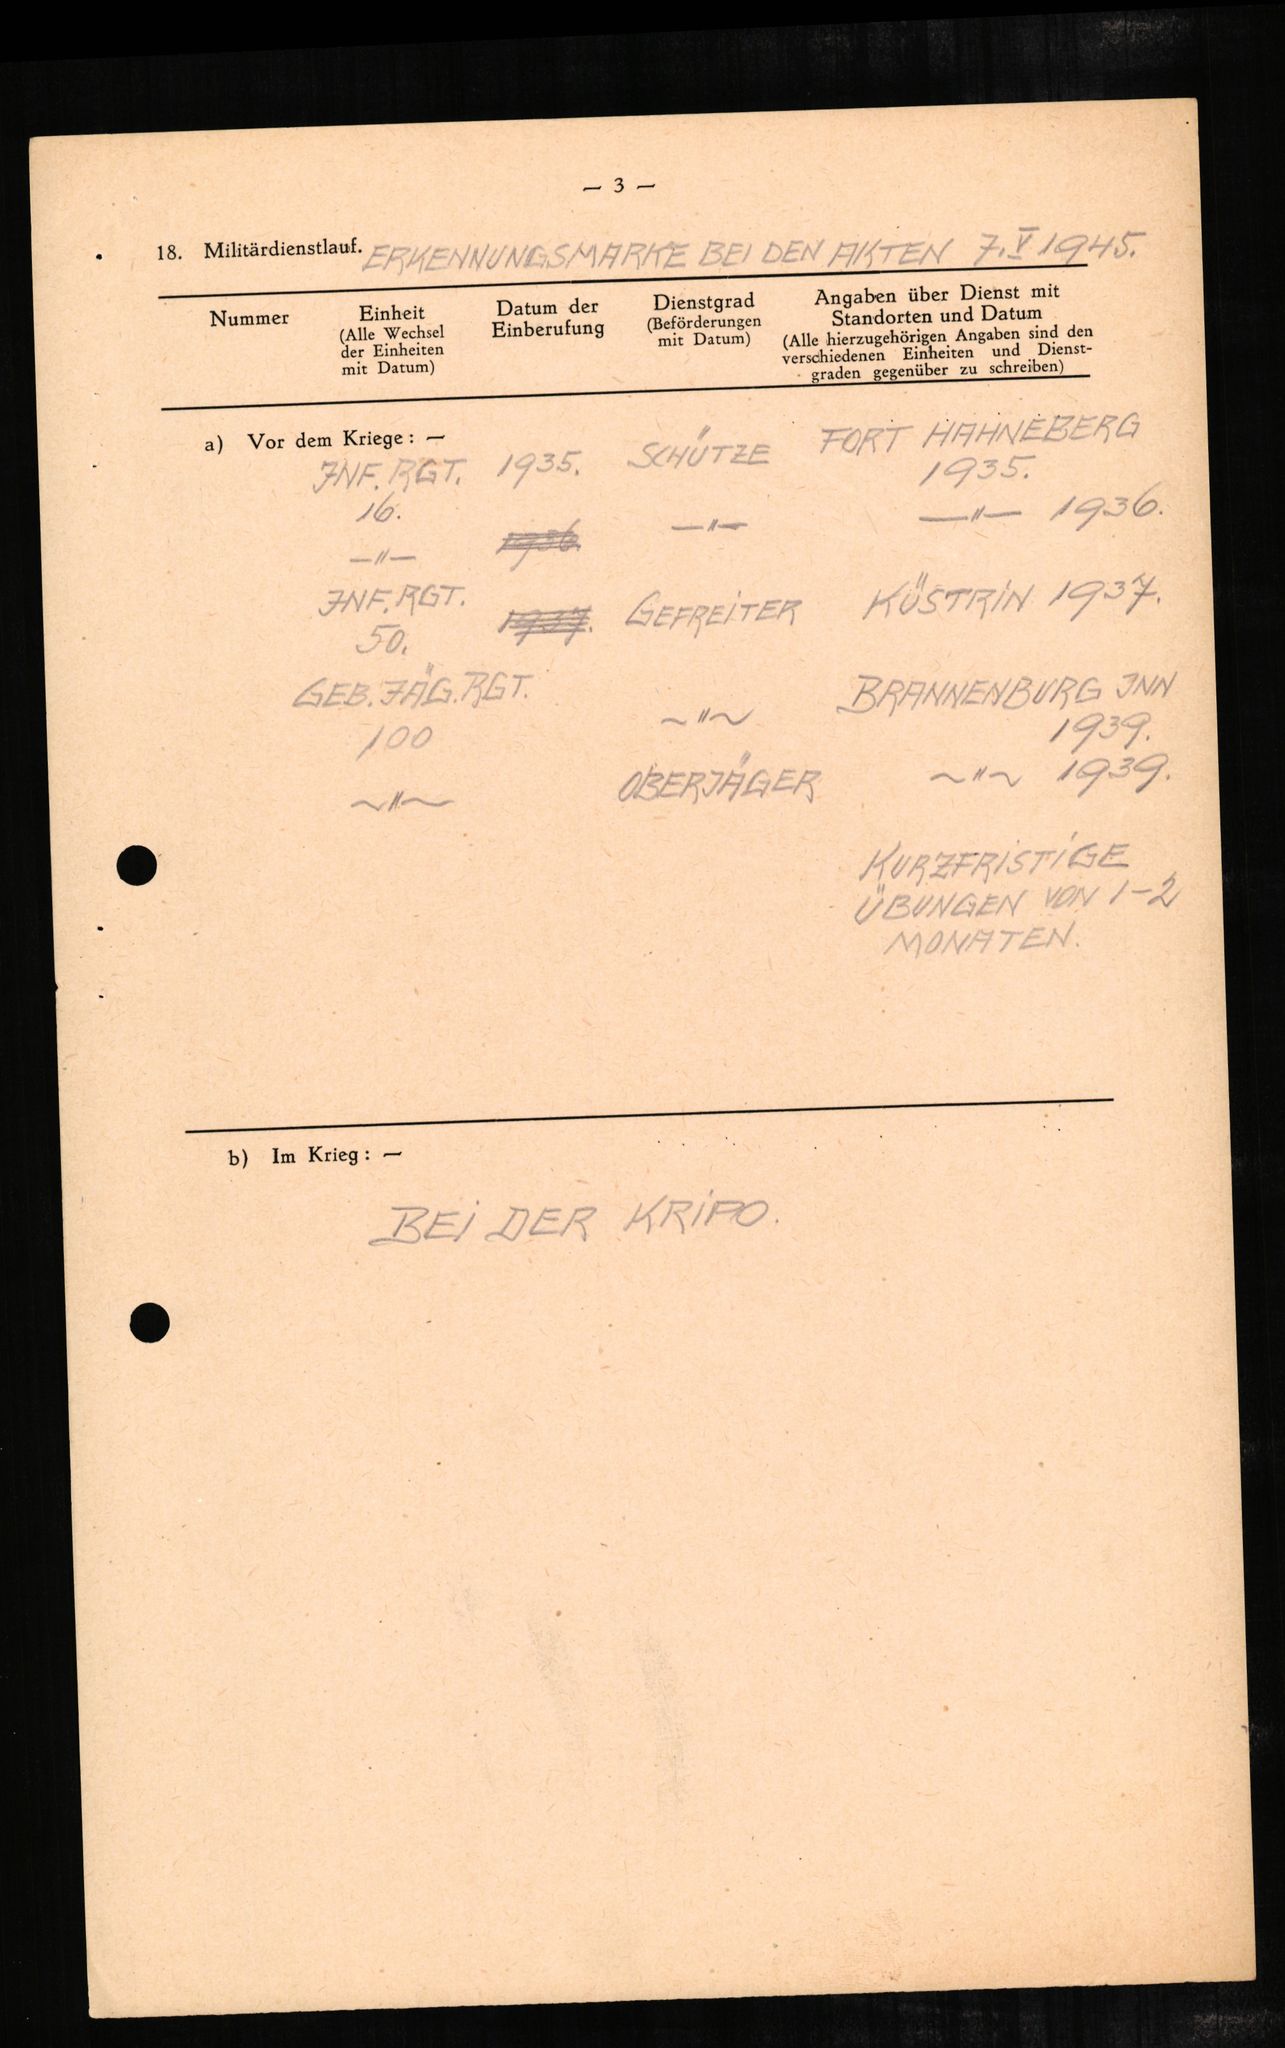 — 3 —
18. Militärdienstlauf. ERKENNUNGSMARKE BEI DEN AKTEN 7. V 1945.
Nummer Einheit Datum der Dienstgrad Angaben über Dienst mit
(Alle Wechsel Einberufung (Beförderungen Standorten und Datum
der Einheiten mit Datum) (Alle hierzugehörigen Angaben sind den
mit Datum) verschiedenen Einheiten und Dienst-
graden gegenüber zu schreiben)
a) Vor dem Kriege: —
JNF. RGT. 1935. SCHÜTZE FORT HAHNEBERG
16. 1935.
—"— 1936. —"— —"— 1936.
JNF. RGT. 1937. GEFREITER KÜSTRIN 1937.
50.
GEB. JÄG. RGT. ~"~ BRANNENBURG JNN
100 1939.
~"~ OBERJÄGER ~"~ 1939.
KURZFRISTIGE
ÜBUNGEN VON 1-2
MONATEN.
b) Im Krieg: —
BEI DER KRIPO.